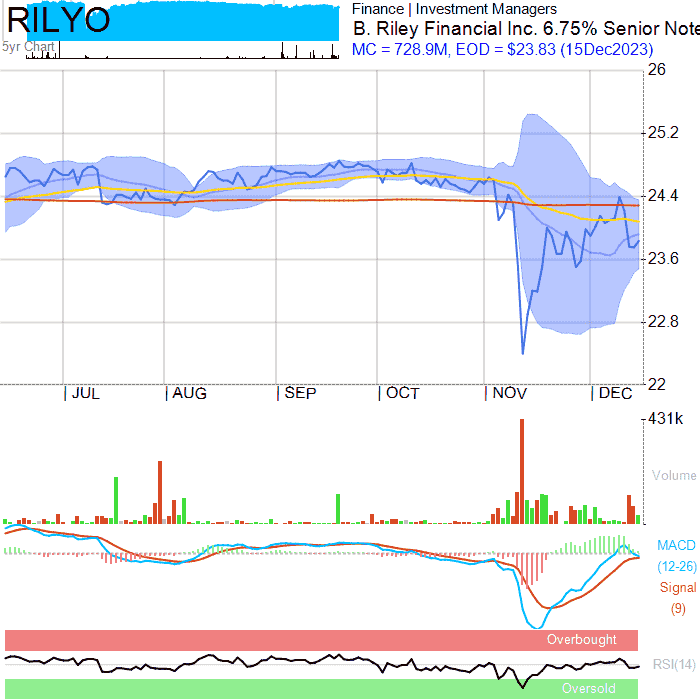 RILYO
5yr Chart
Finance | Investment Managers
B. Riley Financial Inc. 6.75% Senior Note
MC = 728.9M, EOD = $23.83 (15Dec2023)
26
25.2
24.4
23.6
22.8
22
JUL
AUG
SEP
OCT
NOV
DEC
431k
Volume
MACD
(12-26)
Signal
(9)
Overbought
RSI(14)
Oversold